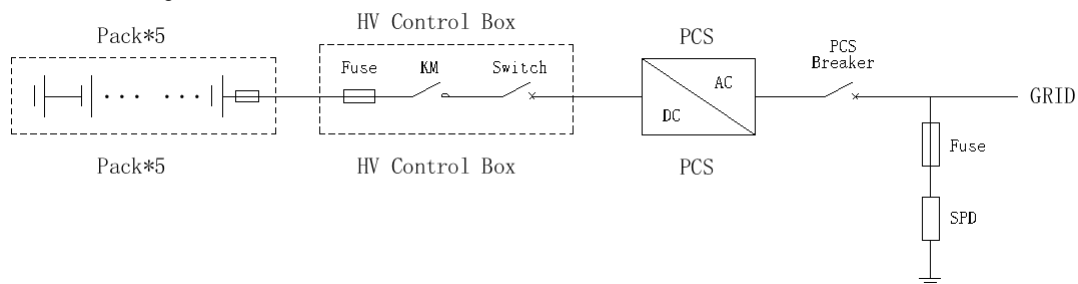 Pack*5
HV Control Box
PCS
PCS
Breaker
Fuse
KM
Switch
AC
DC
GRID
Fuse
SPD
Pack*5
HV Control Box
PCS